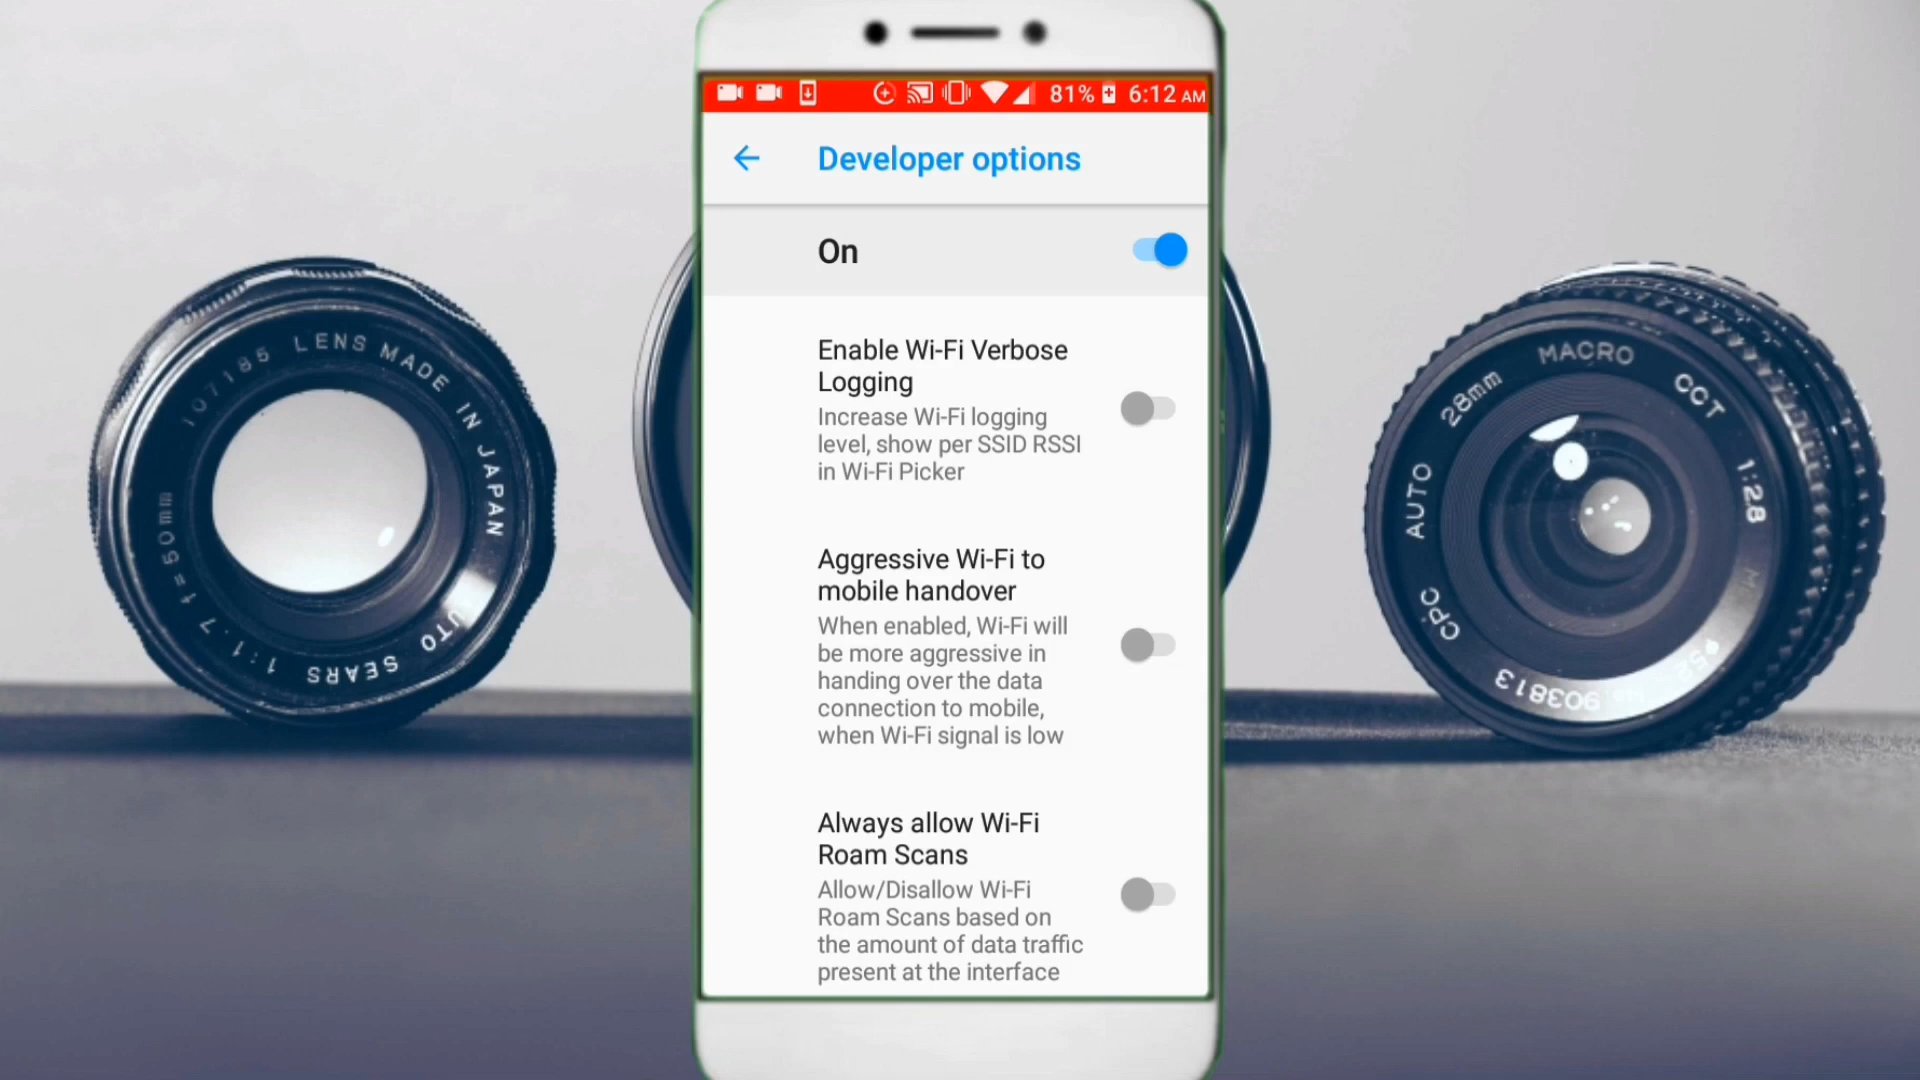 81% 6:12 AM
Developer options
On
Enable Wi-Fi Verbose
Logging
Increase Wi-Fi logging
level, show per SSID RSSI
in Wi-Fi Picker
Aggressive Wi-Fi to
mobile handover
When enabled, Wi-Fi will
be more aggressive in
handing over the data
connection to mobile,
when Wi-Fi signal is low
Always allow Wi-Fi
Roam Scans
Allow/Disallow Wi-Fi
Roam Scans based on
the amount of data traffic
present at the interface
107185 LENS MADE IN JAPAN
AUTO SEARS 1:1.7 f=50mm
CPC AUTO 28mm MACRO CCT 1:2.8
903813